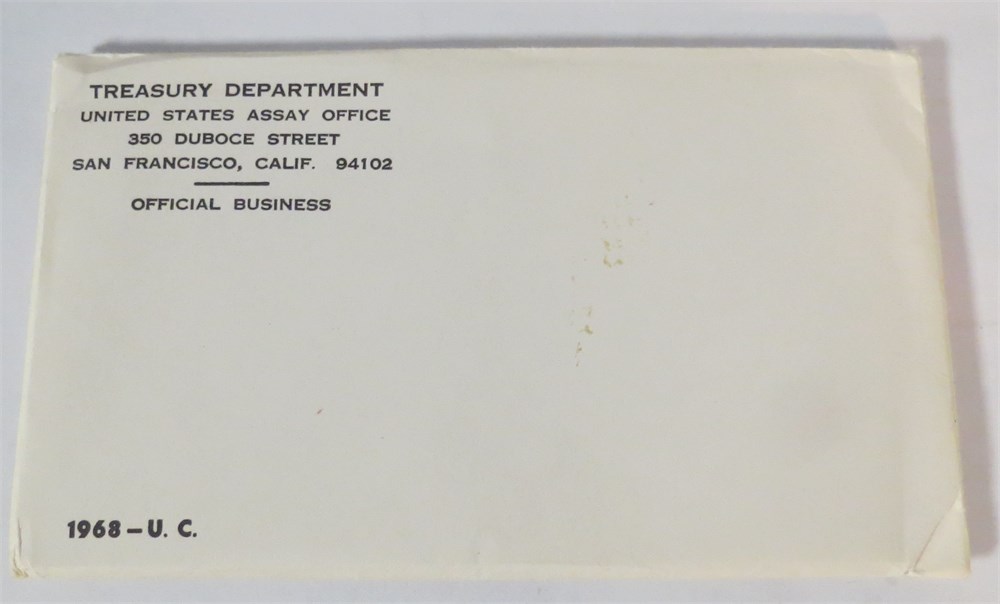 TREASURY DEPARTMENT
UNITED STATES ASSAY OFFICE
350 DUBOCE STREET
SAN FRANCISCO, CALIF. 94102
OFFICIAL BUSINESS
1968 – U. C.